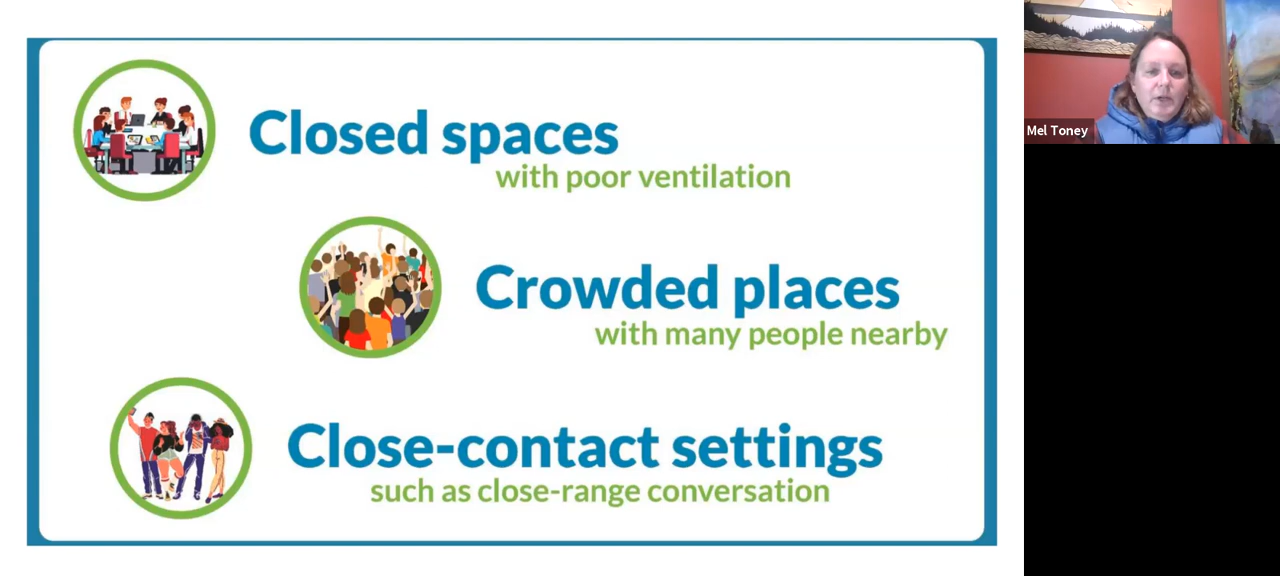 Closed spaces
with poor ventilation
Crowded places
with many people nearby
Close-contact settings
such as close-range conversation
Mel Toney